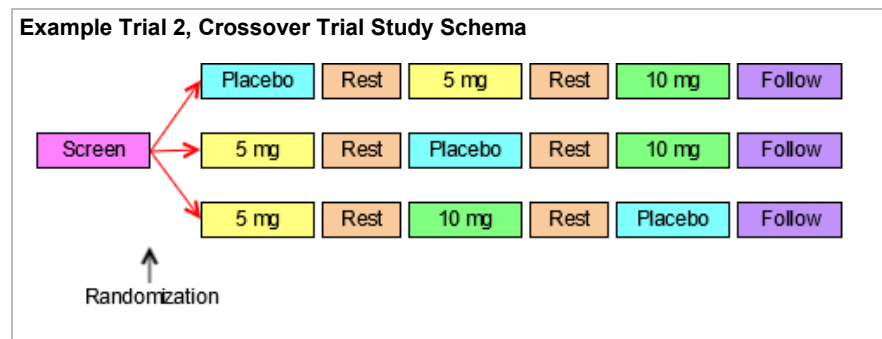 Example Trial 2, Crossover Trial Study Schema
Placebo Rest 5 mg Rest 10 mg Follow
Screen 5 mg Rest Placebo Rest 10 mg Follow
5 mg Rest 10 mg Rest Placebo Follow
Randomization